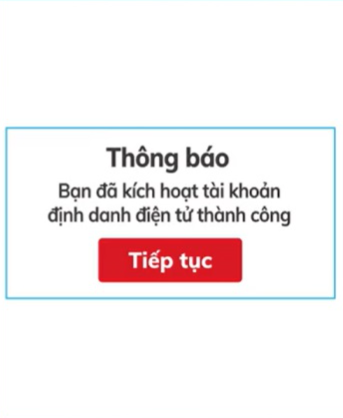 Thông báo
Bạn đã kích hoạt tài khoản
định danh điện tử thành công
Tiếp tục